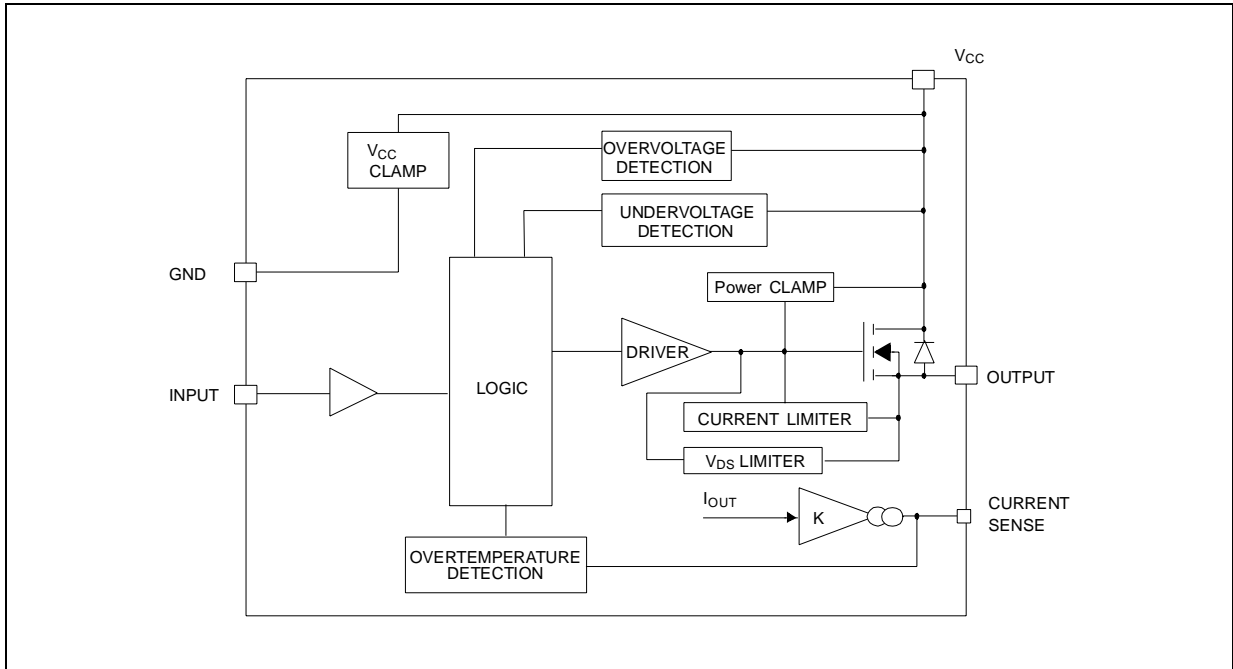 VCC
VCC
CLAMP
OVERVOLTAGE
DETECTION
UNDERVOLTAGE
DETECTION
GND
Power CLAMP
DRIVER
LOGIC
INPUT
OUTPUT
CURRENT LIMITER
VDS LIMITER
IOUT
K
CURRENT
SENSE
OVERTEMPERATURE
DETECTION